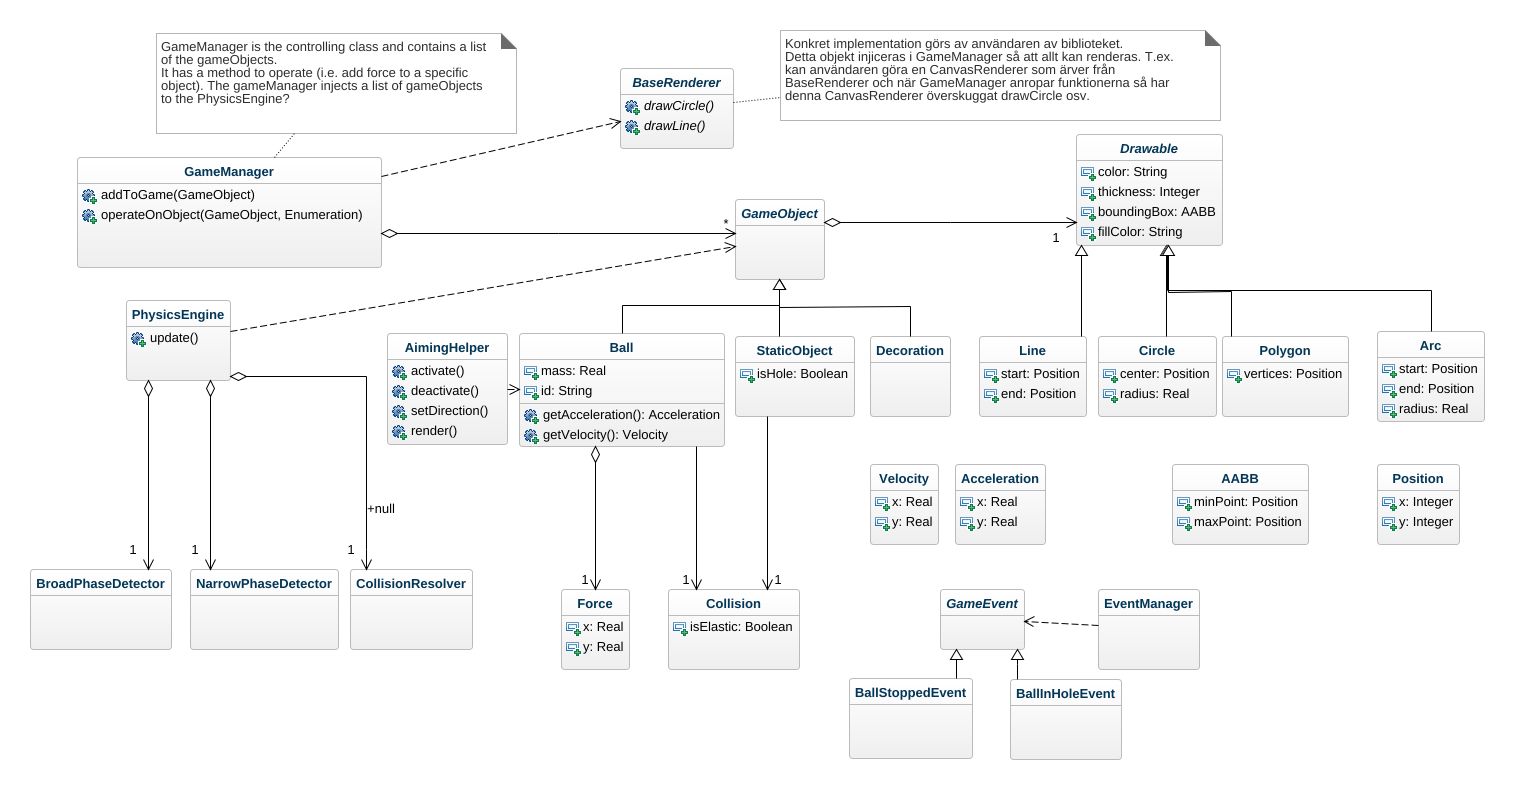 GameManager is the controlling class and contains a list
of the gameObjects.
It has a method to operate (i.e. add force to a specific
object). The gameManager injects a list of gameObjects
to the PhysicsEngine?
Konkret implementation görs av användaren av biblioteket.
Detta objekt injiceras i GameManager så att allt kan renderas. T.ex.
kan användaren göra en CanvasRenderer som ärver från
BaseRenderer och när GameManager anropar funktionerna så har
denna CanvasRenderer överskuggat drawCircle osv.
BaseRenderer
drawCircle()
drawLine()
GameManager
addToGame(GameObject)
operateOnObject(GameObject, Enumeration)
*
GameObject
1
Drawable
color: String
thickness: Integer
boundingBox: AABB
fillColor: String
PhysicsEngine
update()
AimingHelper
activate()
deactivate()
setDirection()
render()
Ball
mass: Real
id: String
getAcceleration(): Acceleration
getVelocity(): Velocity
StaticObject
isHole: Boolean
Decoration
Line
start: Position
end: Position
Circle
center: Position
radius: Real
Polygon
vertices: Position
Arc
start: Position
end: Position
radius: Real
Velocity
x: Real
y: Real
Acceleration
x: Real
y: Real
AABB
minPoint: Position
maxPoint: Position
Position
x: Integer
y: Integer
+null
1
1
1
BroadPhaseDetector
NarrowPhaseDetector
CollisionResolver
1
1
1
Force
x: Real
y: Real
Collision
isElastic: Boolean
GameEvent
EventManager
BallStoppedEvent
BallInHoleEvent